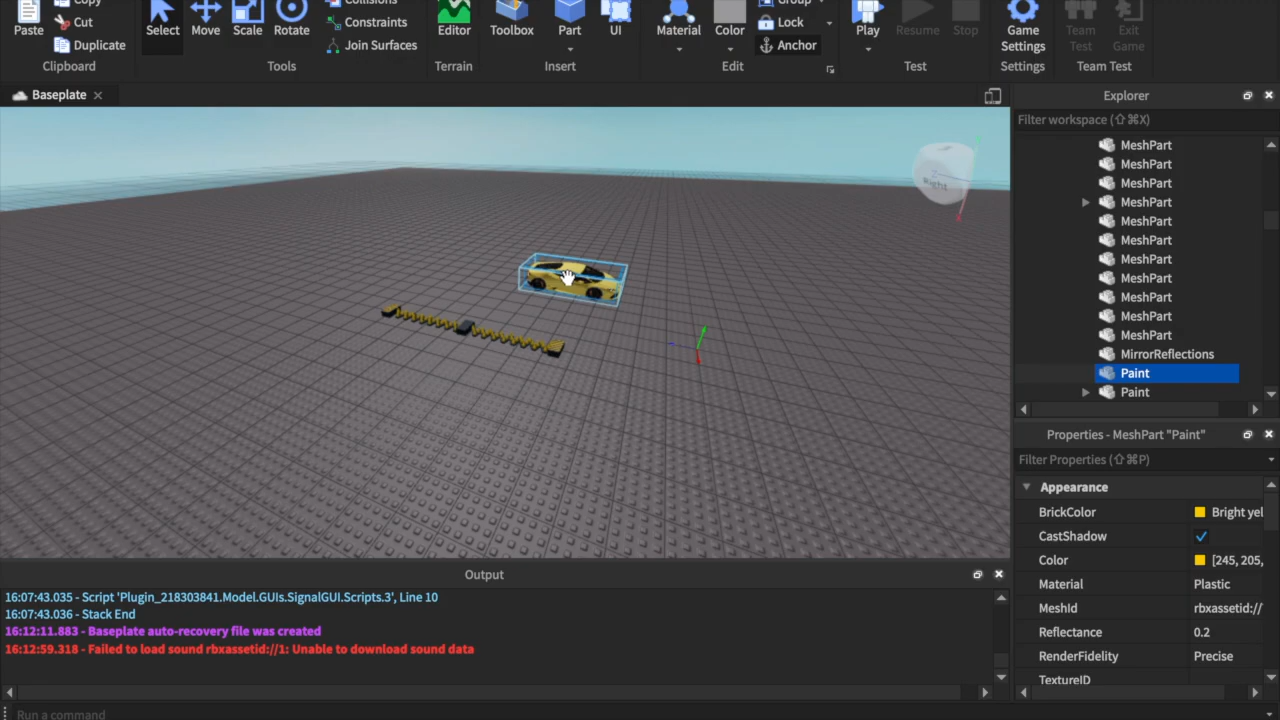 Copy
Collisions
Group
Paste
Cut
Select
Move
Scale
Rotate
Constraints
Editor
Toolbox
Part
UI
Material
Color
Lock
Play
Resume
Stop
Game
Settings
Team
Test
Exit
Game
Duplicate
Join Surfaces
Anchor
Clipboard
Tools
Terrain
Insert
Edit
Test
Settings
Team Test
Baseplate
Explorer
Filter workspace (⇧⌘X)
MeshPart
MeshPart
MeshPart
MeshPart
MeshPart
MeshPart
MeshPart
MeshPart
MeshPart
MeshPart
MeshPart
MirrorReflections
Paint
Paint
Right
Properties - MeshPart "Paint"
Filter Properties (⇧⌘P)
Appearance
BrickColor Bright yel
CastShadow
Color [245, 205,
Material Plastic
MeshId rbxassetid://
Reflectance 0.2
RenderFidelity Precise
TextureID
Output
16:07:43.035 - Script 'Plugin_218303841.Model.GUIs.SignalGUI.Scripts.3', Line 10
16:07:43.036 - Stack End
16:12:11.883 - Baseplate auto-recovery file was created
16:12:59.318 - Failed to load sound rbxassetid://1: Unable to download sound data
Run a command